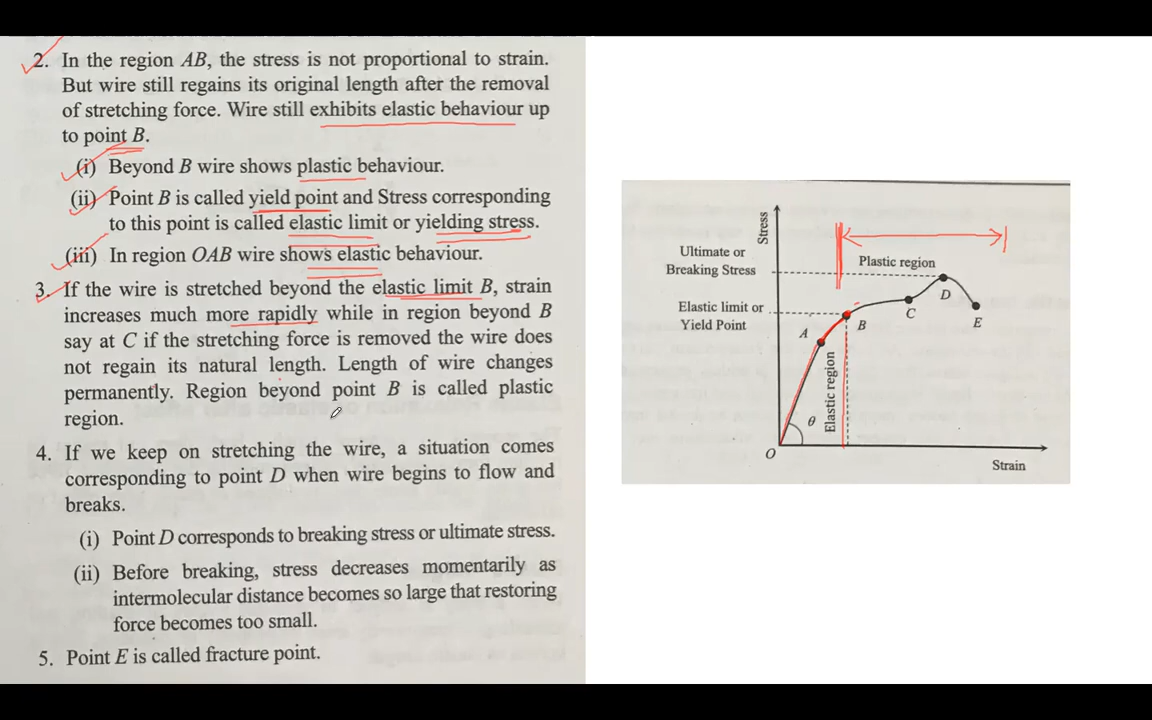 2. In the region AB, the stress is not proportional to strain.
But wire still regains its original length after the removal
of stretching force. Wire still exhibits elastic behaviour up
to point B.
(i) Beyond B wire shows plastic behaviour.
(ii) Point B is called yield point and Stress corresponding
to this point is called elastic limit or yielding stress.
(iii) In region OAB wire shows elastic behaviour.
3. If the wire is stretched beyond the elastic limit B, strain
increases much more rapidly while in region beyond B
say at C if the stretching force is removed the wire does
not regain its natural length. Length of wire changes
permanently. Region beyond point B is called plastic
region.
4. If we keep on stretching the wire, a situation comes
corresponding to point D when wire begins to flow and
breaks.
(i) Point D corresponds to breaking stress or ultimate stress.
(ii) Before breaking, stress decreases momentarily as
intermolecular distance becomes so large that restoring
force becomes too small.
5. Point E is called fracture point.
Stress
Ultimate or
Breaking Stress
Plastic region
Elastic limit or
Yield Point
A
B
C
D
E
Elastic region
θ
O
Strain